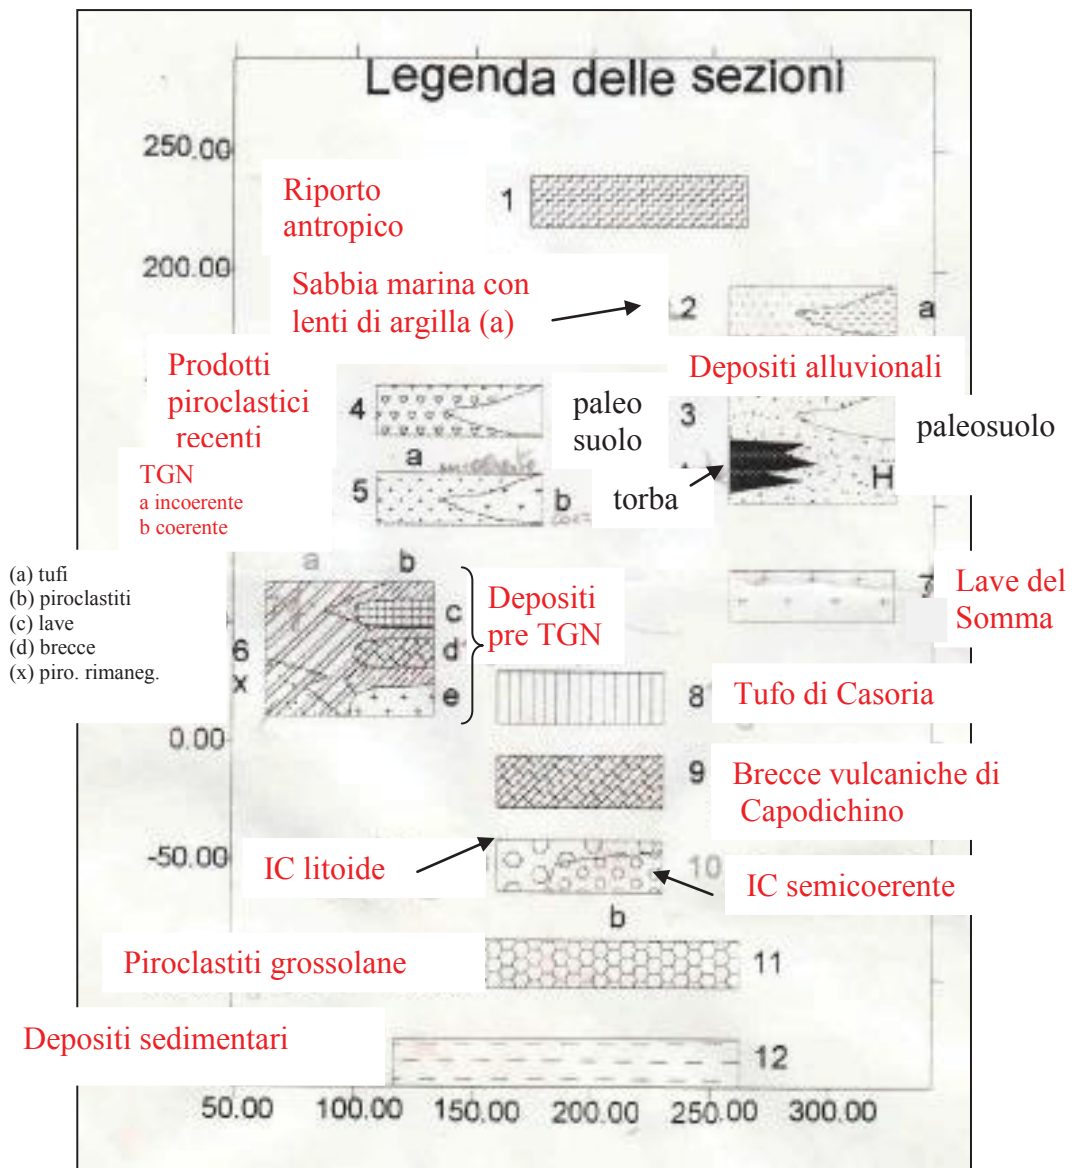 Legenda delle sezioni
250.00
Riporto
antropico
1
200.00
Sabbia marina con
lenti di argilla (a)
2
a
Prodotti
piroclastici
recenti
4
paleo
suolo
Depositi alluvionali
3
paleosuolo
torba
H
TGN
a incoerente
b coerente
5
a
incoerente
b
(a) tufi
(b) piroclastiti
(c) lave
(d) brecce
(x) piro. rimaneg.
a
b
c
d
e
6
x
Depositi
pre TGN
7
Lave del
Somma
8
Tufo di Casoria
0.00
9
Brecce vulcaniche di
Capodichino
-50.00
IC litoide
10
IC semicoerente
b
Piroclastiti grossolane
11
Depositi sedimentari
12
50.00
100.00
150.00
200.00
250.00
300.00